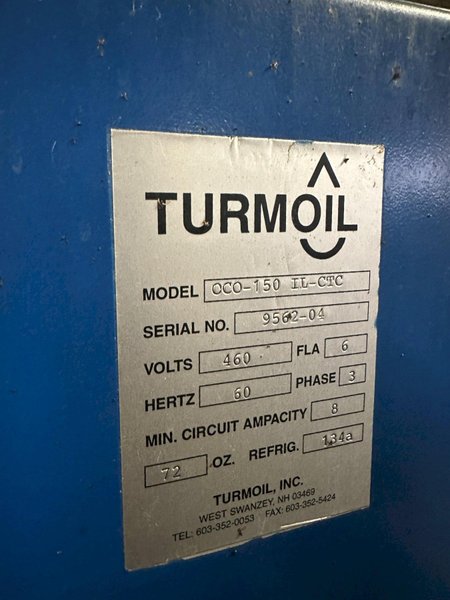 TURMOIL
MODEL OCO-150 IL-CTC
SERIAL NO. 9562-04
VOLTS 460 FLA 6
HERTZ 60 PHASE 3
MIN. CIRCUIT AMPACITY 8
72 OZ. REFRIG. 134a
TURMOIL, INC.
WEST SWANZEY, NH 03469
TEL: 603-352-0053 FAX: 603-352-5424